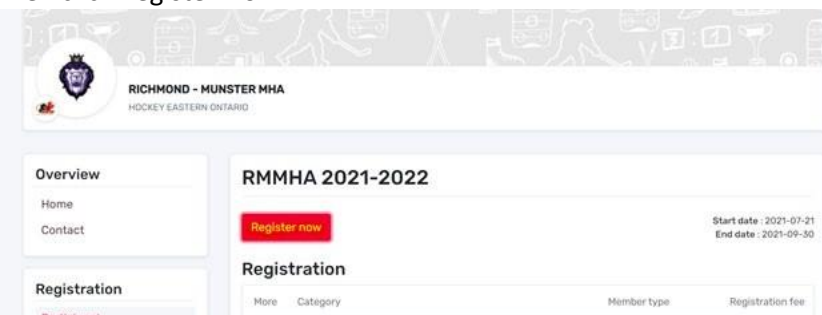 RICHMOND - MUNSTER MHA
HOCKEY EASTERN ONTARIO
Overview
Home
Contact
Registration
RMMHA 2021-2022
Register now
Start date : 2021-07-21
End date : 2021-09-30
Registration
More Category Member type Registration fee